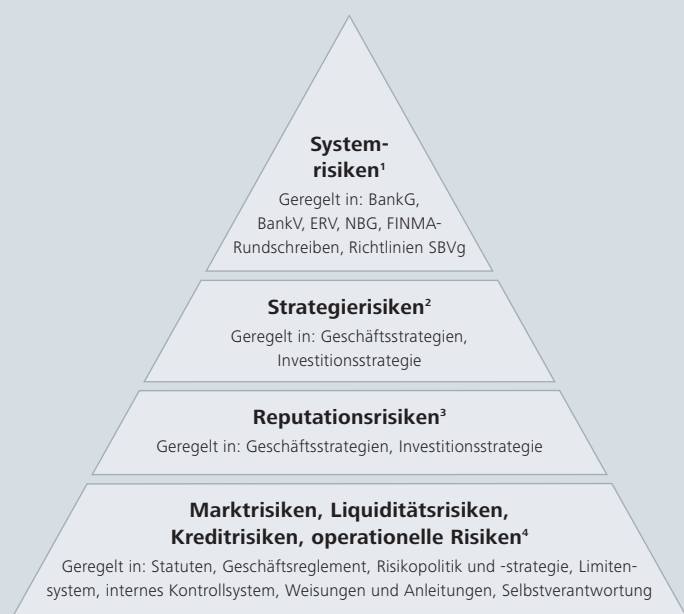 System-
risiken¹
Geregelt in: BankG,
BankV, ERV, NBG, FINMA-
Rundschreiben, Richtlinien SBVg
Strategierisiken²
Geregelt in: Geschäftsstrategien,
Investitionsstrategie
Reputationsrisiken³
Geregelt in: Geschäftsstrategien, Investitionsstrategie
Marktrisiken, Liquiditätsrisiken,
Kreditrisiken, operationelle Risiken⁴
Geregelt in: Statuten, Geschäftsreglement, Risikopolitik und -strategie, Limiten-
system, internes Kontrollsystem, Weisungen und Anleitungen, Selbstverantwortung